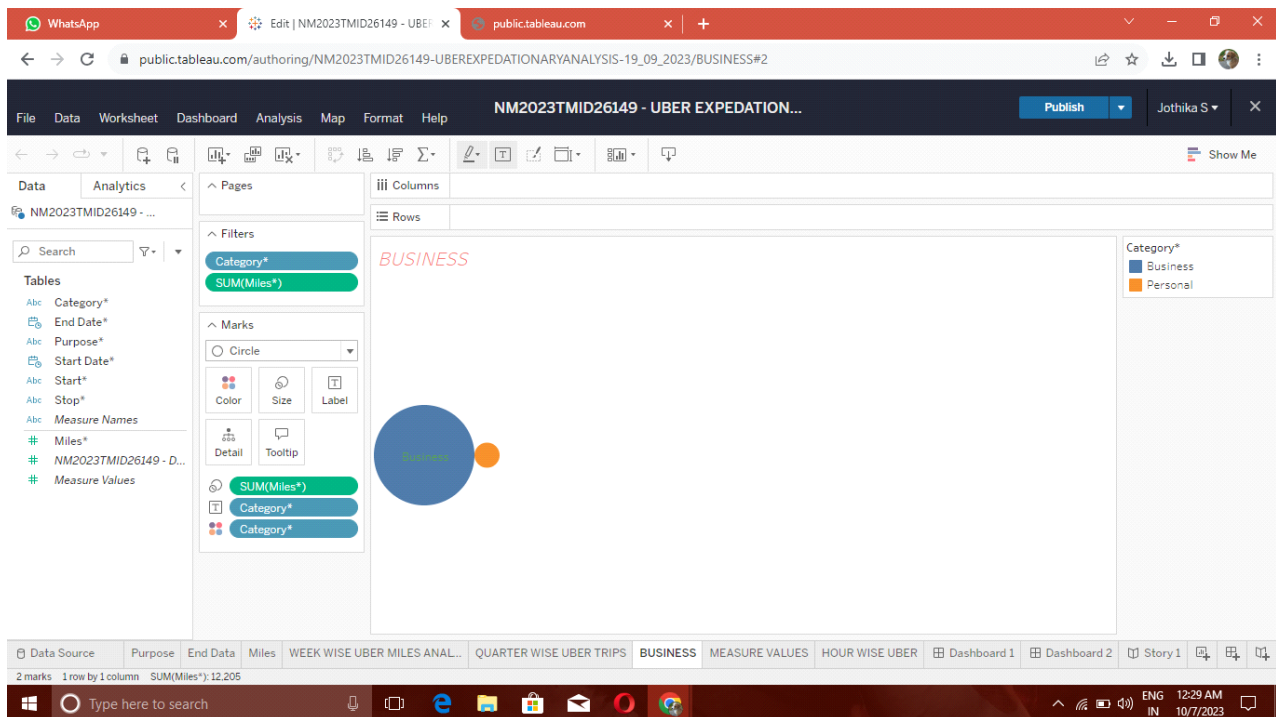 WhatsApp
Edit | NM2023TMID26149 - UBEF
public.tableau.com
public.tableau.com/authoring/NM2023TMID26149-UBEREXPEDATIONARYANALYSIS-19_09_2023/BUSINESS#2
NM2023TMID26149 - UBER EXPEDATION...
Publish
Jothika S
File Data Worksheet Dashboard Analysis Map Format Help
Show Me
Data Analytics
NM2023TMID26149 - ...
Search
Tables
Abc Category*
End Date*
Abc Purpose*
Start Date*
Abc Start*
Abc Stop*
Abc Measure Names
# Miles*
# NM2023TMID26149 - D...
# Measure Values
Pages
Filters
Category*
SUM(Miles*)
Marks
Circle
Color Size Label
Detail Tooltip
SUM(Miles*)
Category*
Category*
Columns
Rows
BUSINESS
Business
Category*
Business
Personal
Data Source Purpose End Data Miles WEEK WISE UBER MILES ANAL... QUARTER WISE UBER TRIPS BUSINESS MEASURE VALUES HOUR WISE UBER Dashboard 1 Dashboard 2 Story 1
2 marks 1 row by 1 column SUM(Miles*): 12,205
Type here to search
ENG 12:29 AM
IN 10/7/2023